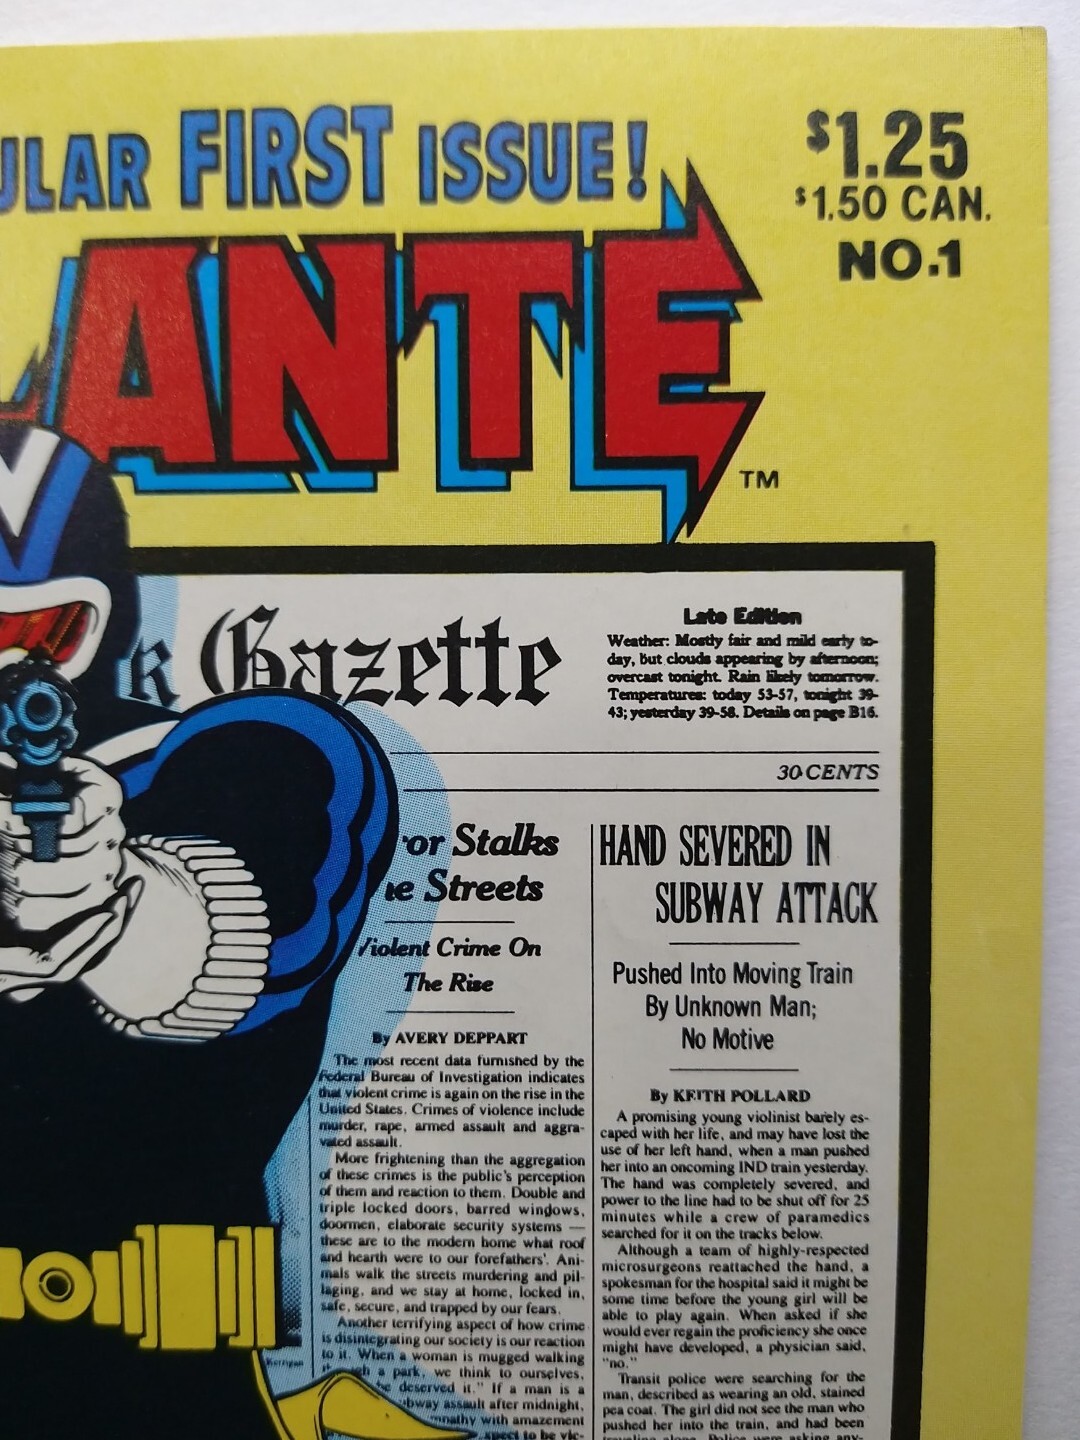 ULAR FIRST ISSUE!
$1.25
$1.50 CAN.
NO.1
ANTE
TM
R Gazette
Late Edition
Weather: Mostly fair and mild early to-
day, but clouds appearing by afternoon;
overcast tonight. Rain likely tomorrow.
Temperatures: today 53-57, tonight 39-
43; yesterday 39-58. Details on page B16.
30 CENTS
or Stalks
e Streets
Violent Crime On
The Rise
By AVERY DEPPART
The most recent data furnished by the
Federal Bureau of Investigation indicates
that violent crime is again on the rise in the
United States. Crimes of violence include
murder, rape, armed assault and aggra-
vated assault.
More frightening than the aggregation
of these crimes is the public's perception
of them and reaction to them. Double and
triple locked doors, barred windows,
doormen, elaborate security systems —
these are to the modern home what roof
and hearth were to our forefathers'. Ani-
mals walk the streets murdering and pil-
laging, and we stay at home, locked in,
safe, secure, and trapped by our fears.
Another terrifying aspect of how crime
is disintegrating our society is our reaction
to it. When a woman is mugged walking
a park, we think to ourselves,
deserved it." If a man is a
bway assault after midnight,
pathy with amazement
spect to be vic-
HAND SEVERED IN
SUBWAY ATTACK
Pushed Into Moving Train
By Unknown Man;
No Motive
By KEITH POLLARD
A promising young violinist barely es-
caped with her life, and may have lost the
use of her left hand, when a man pushed
her into an oncoming IND train yesterday.
The hand was completely severed, and
power to the line had to be shut off for 25
minutes while a crew of paramedics
searched for it on the tracks below.
Although a team of highly-respected
microsurgeons reattached the hand, a
spokesman for the hospital said it might be
some time before the young girl will be
able to play again. When asked if she
would ever regain the proficiency she once
might have developed, a physician said,
"no."
Transit police were searching for the
man, described as wearing an old, stained
pea coat. The girl did not see the man who
pushed her into the train, and had been
traveling alone. Police were asking any-